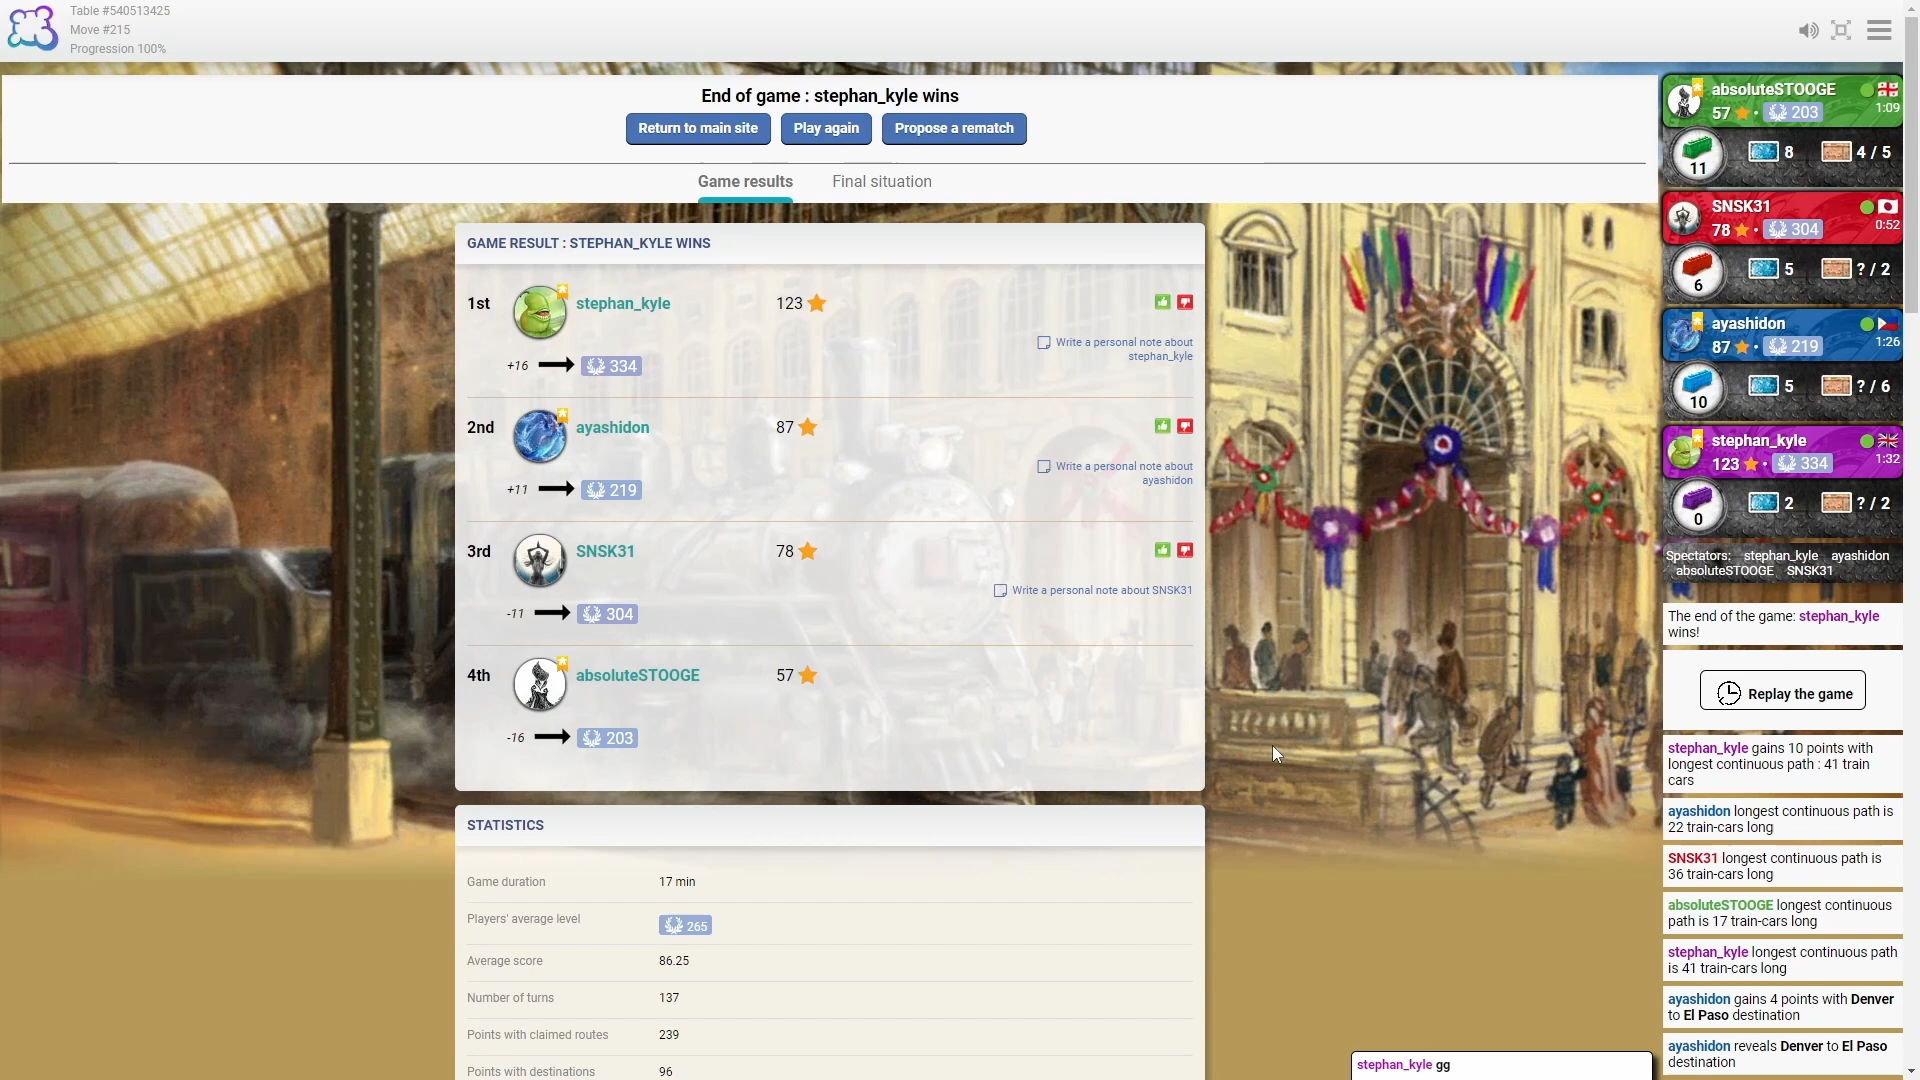 Table #540513425
Move #215
Progression 100%
End of game : stephan_kyle wins
Return to main site
Play again
Propose a rematch
Game results
Final situation
GAME RESULT : STEPHAN_KYLE WINS
1st
stephan_kyle
123
Write a personal note about
stephan_kyle
+16
334
2nd
ayashidon
87
Write a personal note about
ayashidon
+11
219
3rd
SNSK31
78
Write a personal note about SNSK31
-11
304
4th
absoluteSTOOGE
57
-16
203
STATISTICS
Game duration
17 min
Players' average level
265
Average score
86.25
Number of turns
137
Points with claimed routes
239
Points with destinations
96
absoluteSTOOGE
57 • 203
1:09
11
8
4 / 5
SNSK31
78 • 304
0:52
6
5
? / 2
ayashidon
87 • 219
1:26
10
5
? / 6
stephan_kyle
123 • 334
1:32
0
2
? / 2
Spectators: stephan_kyle ayashidon
absoluteSTOOGE SNSK31
The end of the game: stephan_kyle
wins!
Replay the game
stephan_kyle gains 10 points with
longest continuous path : 41 train
cars
ayashidon longest continuous path is
22 train-cars long
SNSK31 longest continuous path is
36 train-cars long
absoluteSTOOGE longest continuous
path is 17 train-cars long
stephan_kyle longest continuous path
is 41 train-cars long
ayashidon gains 4 points with Denver
to El Paso destination
ayashidon reveals Denver to El Paso
destination
stephan_kyle gg